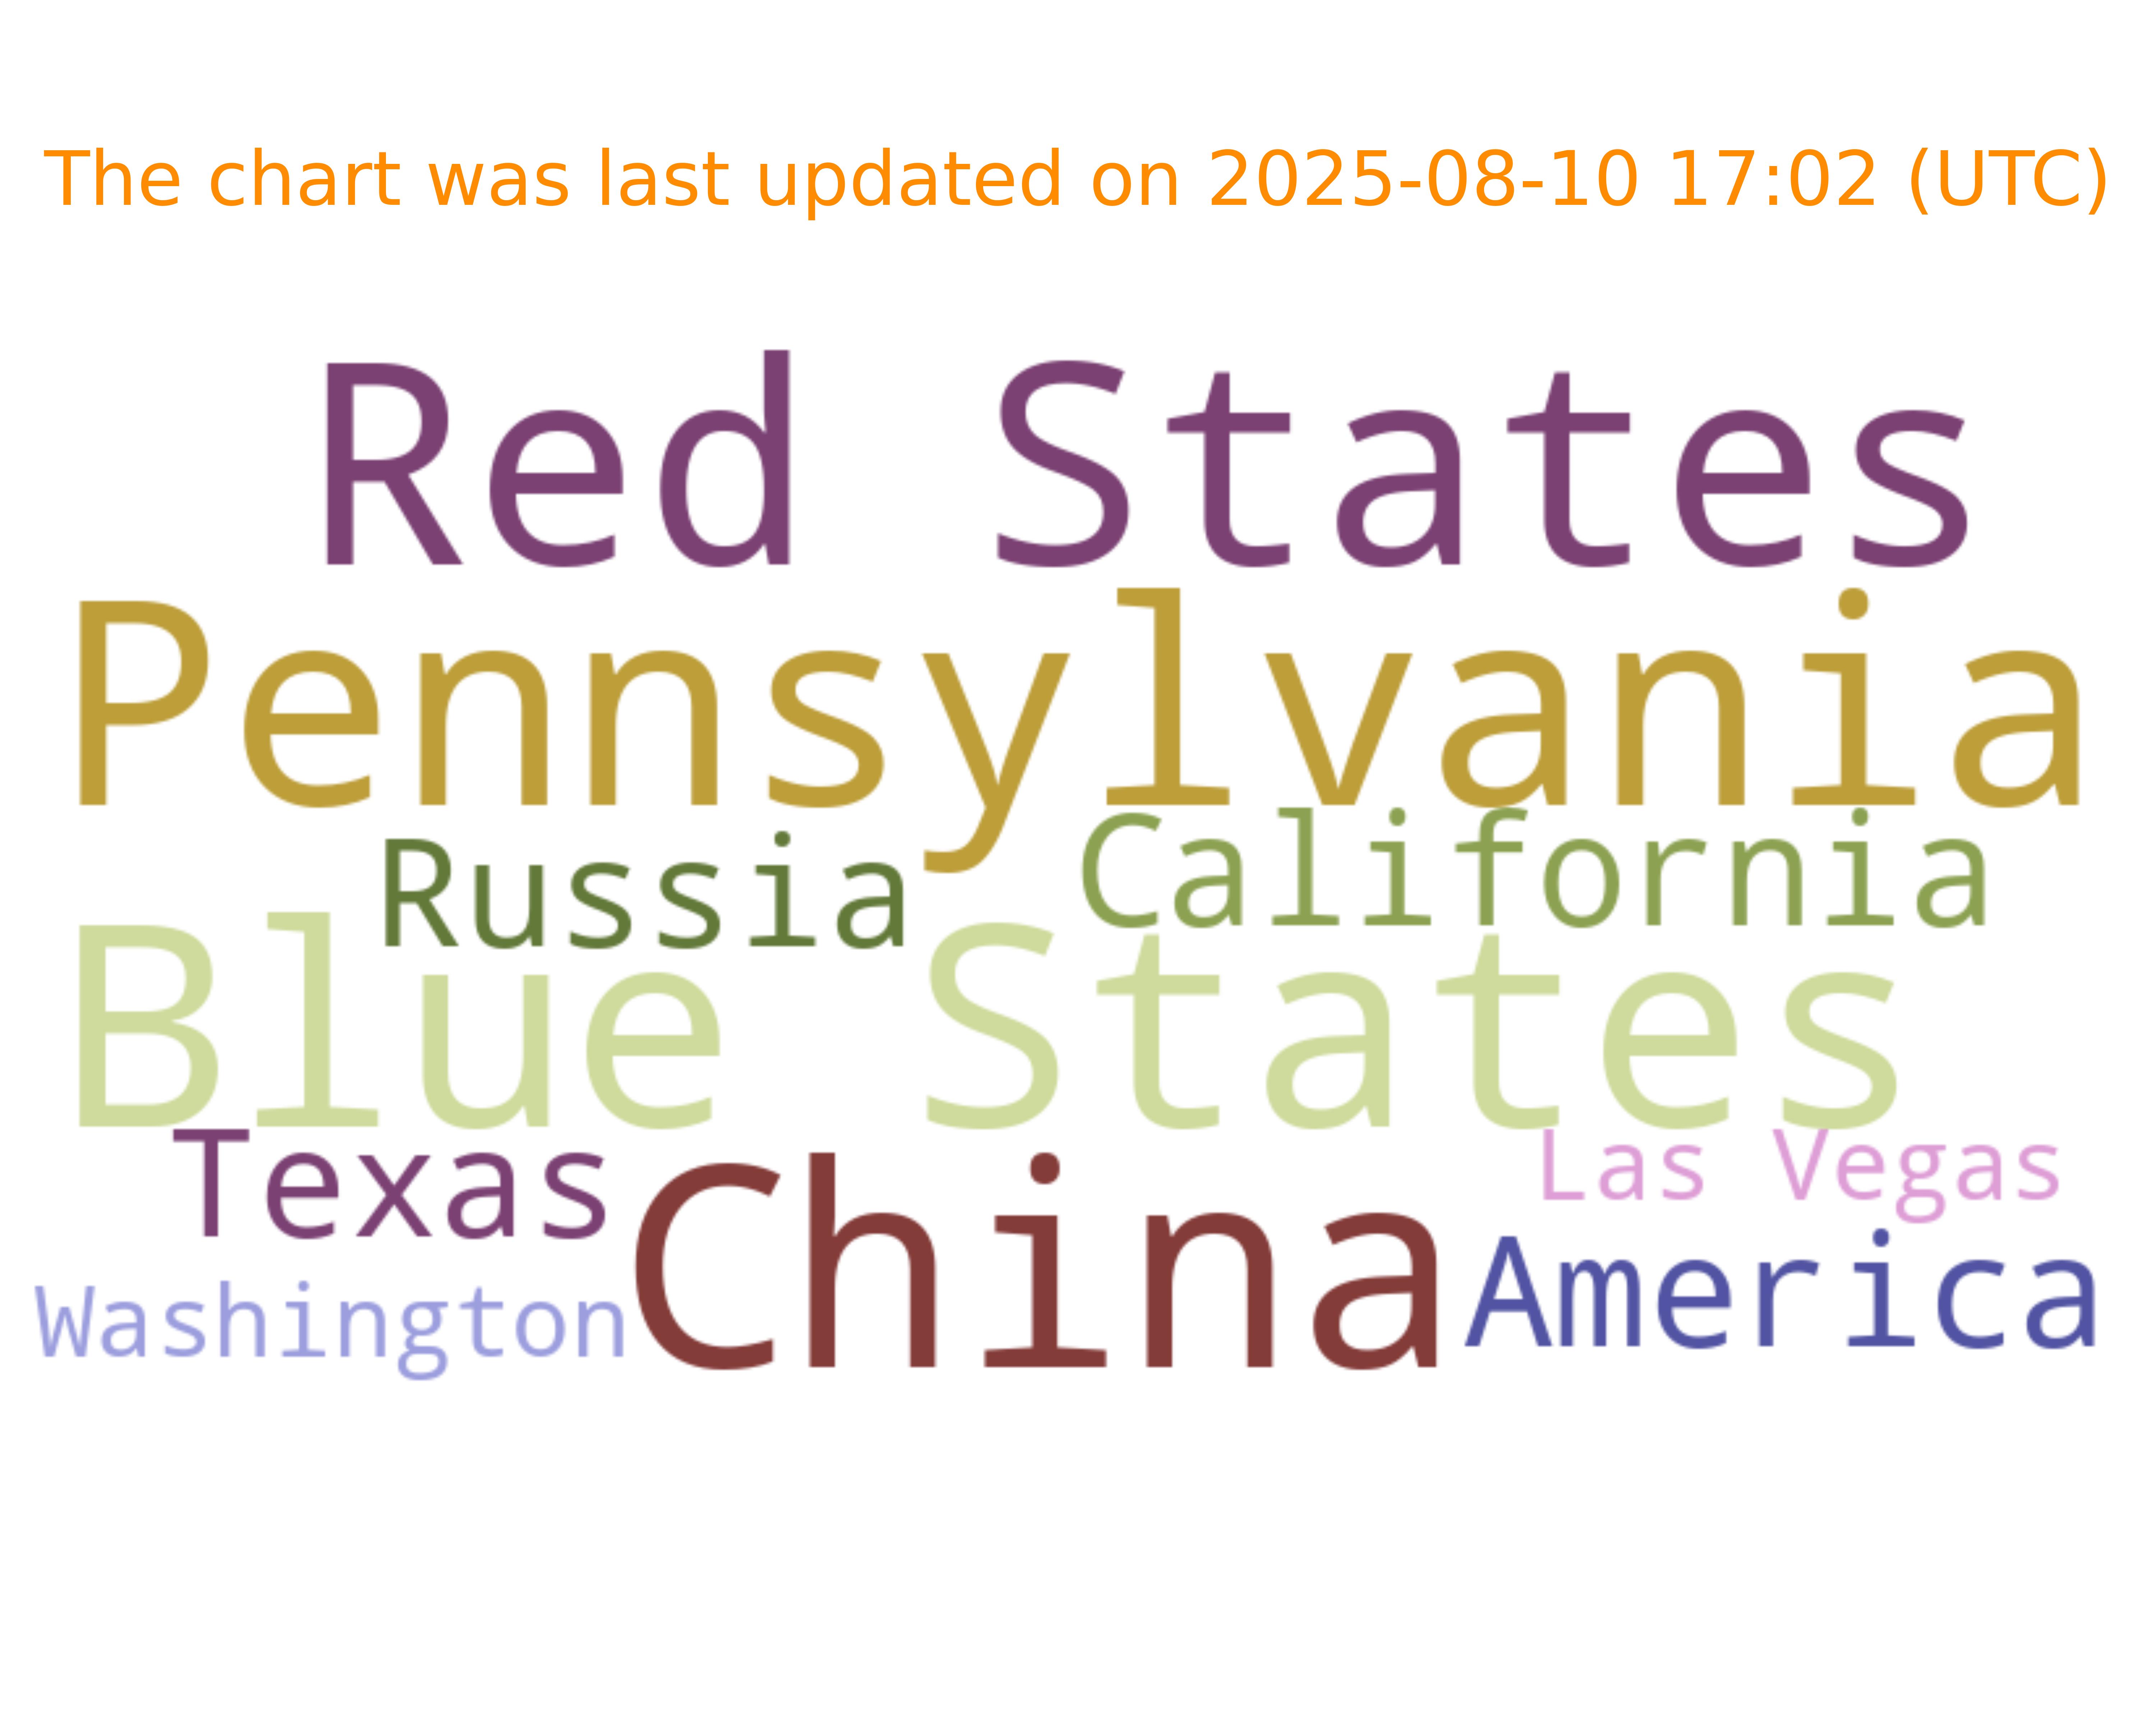 The chart was last updated on 2025-08-10 17:02 (UTC)
Red States
Pennsylvania
Russia California
Blue States
Texas China Las Vegas
Washington America